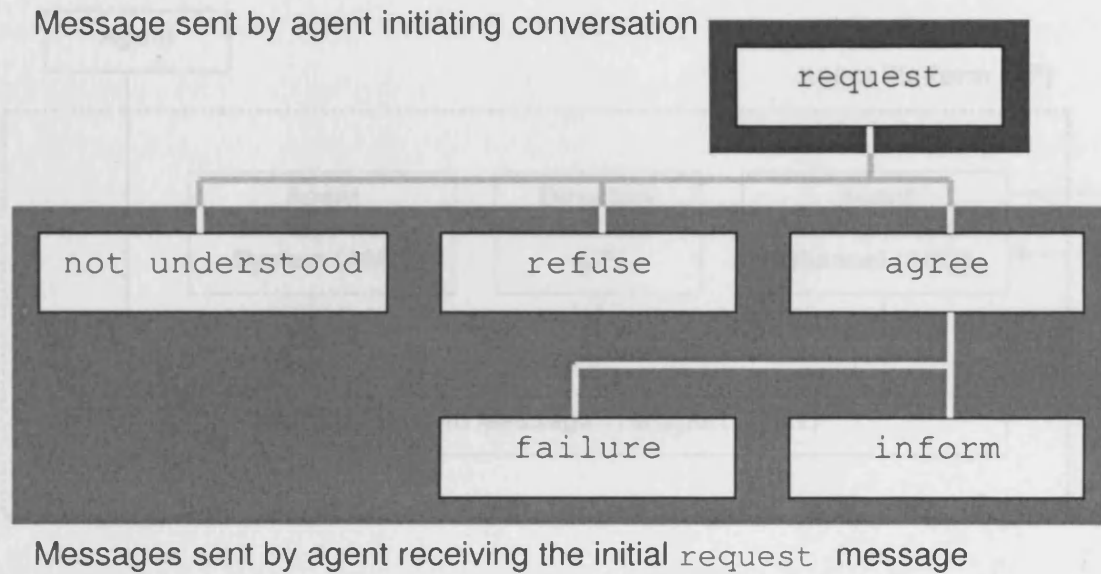 Message sent by agent initiating conversation
request
not understood
refuse
agree
failure
inform
Messages sent by agent receiving the initial request message